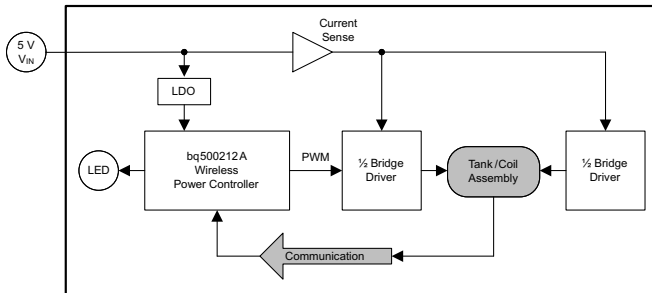 Current
Sense
5 V
VIN
LDO
bq500212A
Wireless
Power Controller
LED
PWM
½ Bridge
Driver
Tank/Coil
Assembly
½ Bridge
Driver
Communication